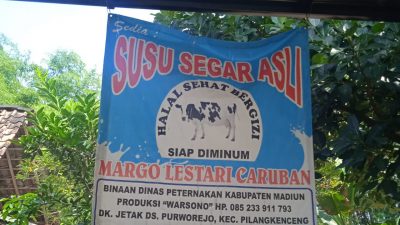 Sedia:
SUSU SEGAR ASLI
HALAL SEHAT BERGIZI
SIAP DIMINUM
MARGO LESTARI CARUBAN
BINAAN DINAS PETERNAKAN KABUPATEN MADIUN
PRODUKSI "WARSONO" HP. 085 233 911 793
DK. JETAK DS. PURWOREJO, KEC. PILANGKENCENG